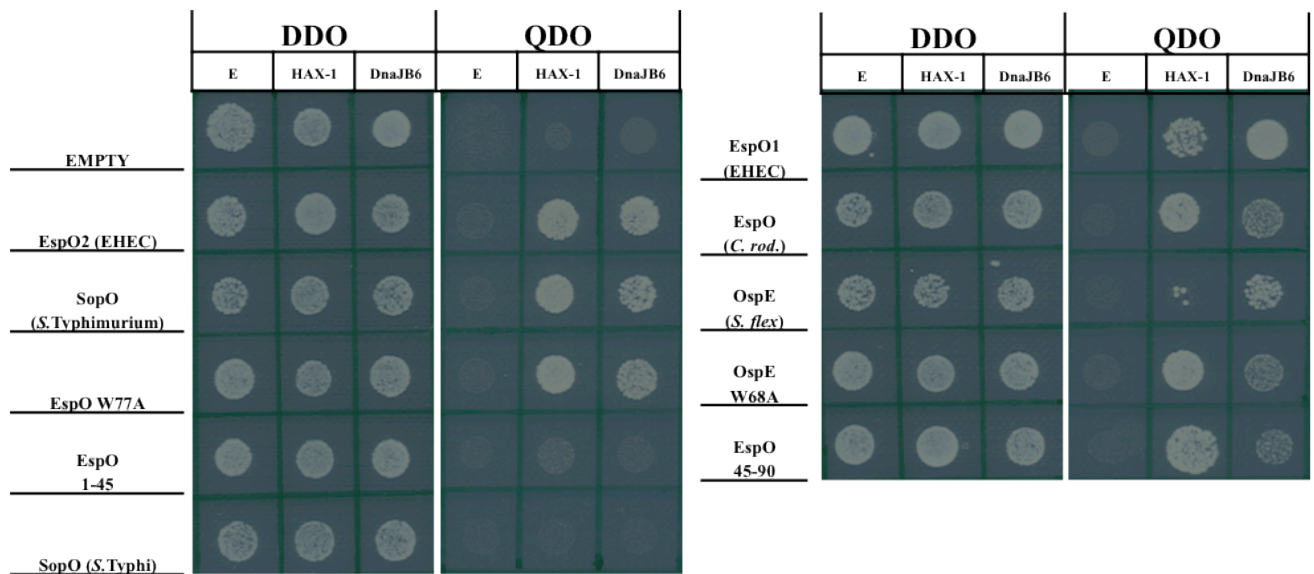 DDO QDO
E HAX-1 DnaJB6 E HAX-1 DnaJB6
EMPTY
EspO2 (EHEC)
SopO
(S.Typhimurium)
EspO W77A
EspO
1-45
SopO (S.Typhi)
DDO QDO
E HAX-1 DnaJB6 E HAX-1 DnaJB6
EspO1
(EHEC)
EspO
(C. rod.)
OspE
(S. flex)
OspE
W68A
EspO
45-90